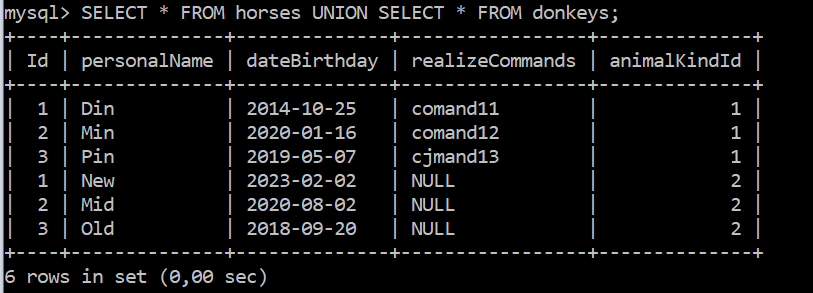 mysql> SELECT * FROM horses UNION SELECT * FROM donkeys;
+----+--------------+--------------+-----------------+--------------+
| Id | personalName | dateBirthday | realizeCommands | animalKindId |
+----+--------------+--------------+-----------------+--------------+
|  1 | Din          | 2014-10-25   | comand11        |            1 |
|  2 | Min          | 2020-01-16   | comand12        |            1 |
|  3 | Pin          | 2019-05-07   | cjmand13        |            1 |
|  1 | New          | 2023-02-02   | NULL            |            2 |
|  2 | Mid          | 2020-08-02   | NULL            |            2 |
|  3 | Old          | 2018-09-20   | NULL            |            2 |
+----+--------------+--------------+-----------------+--------------+
6 rows in set (0,00 sec)